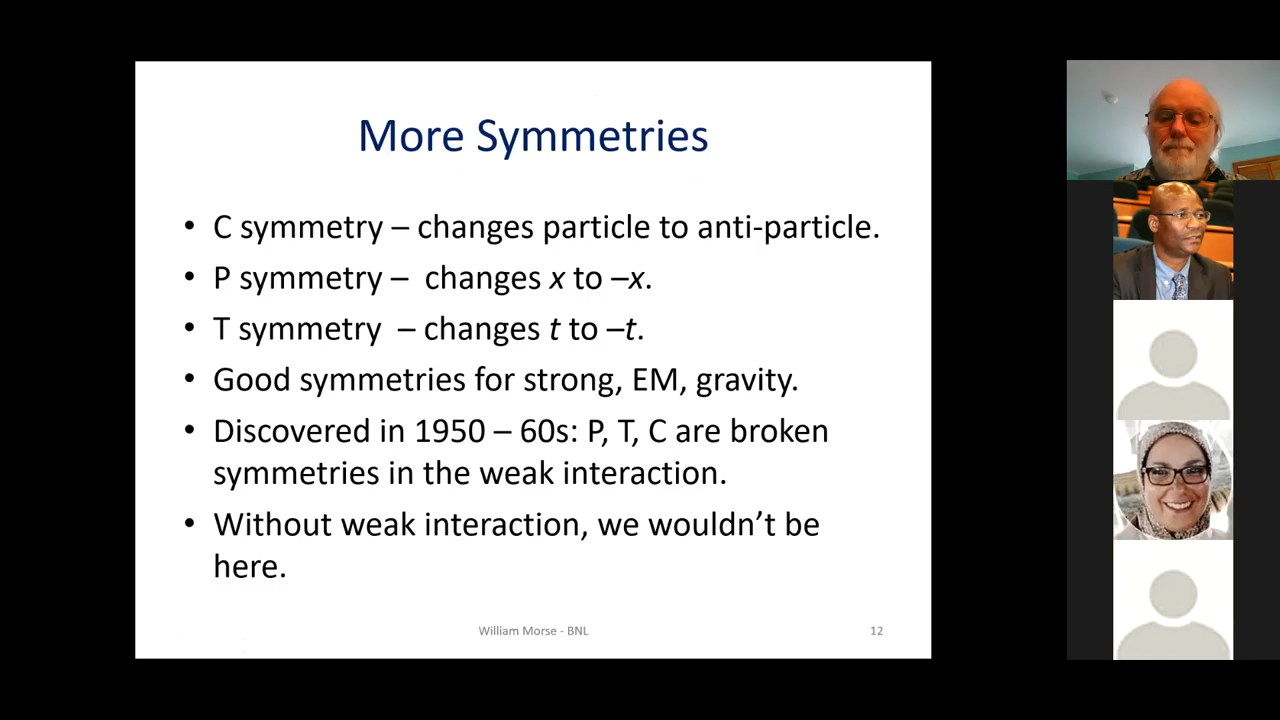 More Symmetries
• C symmetry – changes particle to anti-particle.
• P symmetry –  changes x to –x.
• T symmetry  – changes t to –t.
• Good symmetries for strong, EM, gravity.
• Discovered in 1950 – 60s: P, T, C are broken
symmetries in the weak interaction.
• Without weak interaction, we wouldn’t be
here.
William Morse - BNL
12